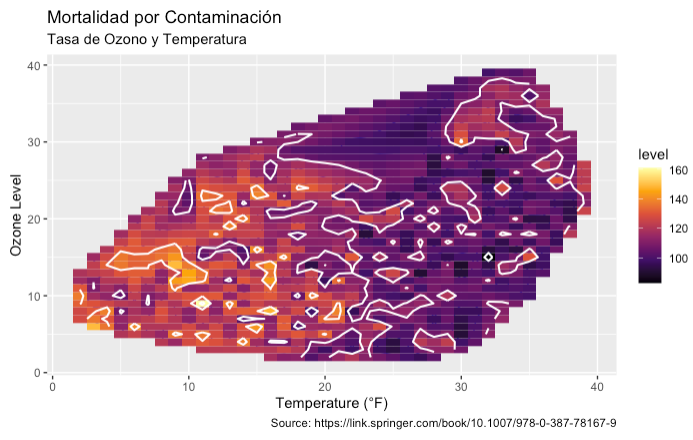 Mortalidad por Contaminación
Tasa de Ozono y Temperatura
40
30
20
10
0
Ozone Level
0 10 20 30 40
Temperature (°F)
level
160
140
120
100
Source: https://link.springer.com/book/10.1007/978-0-387-78167-9